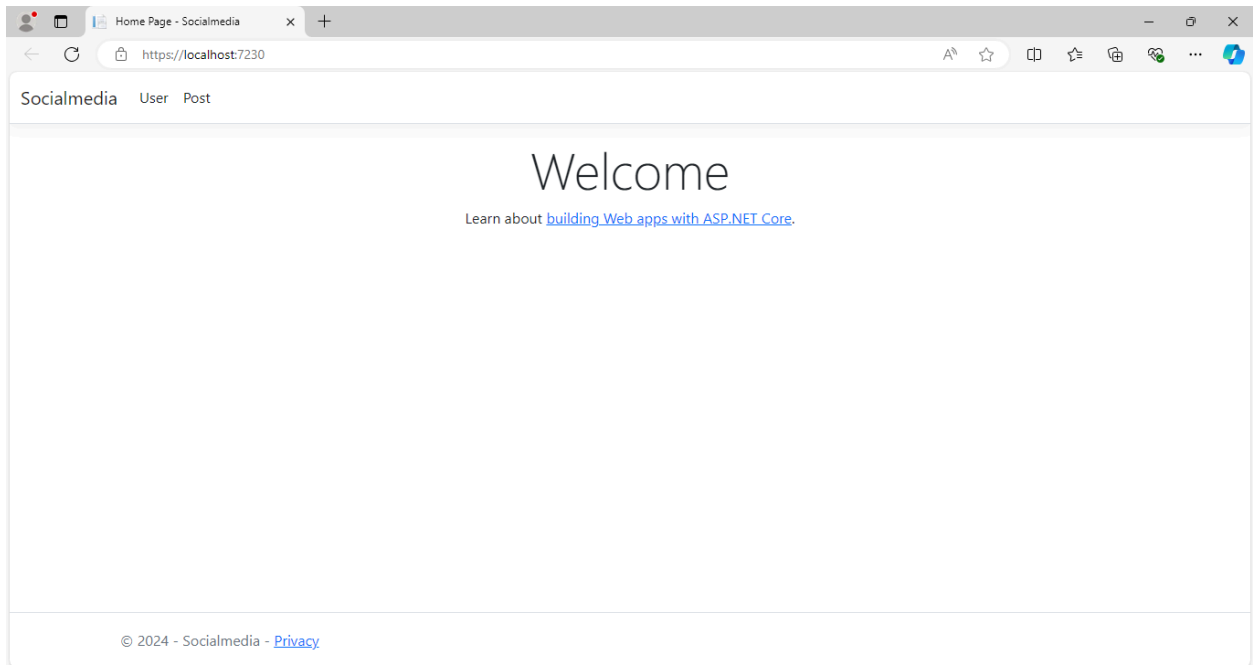 Home Page - Socialmedia
https://localhost:7230
Socialmedia User Post
Welcome
Learn about building Web apps with ASP.NET Core.
© 2024 - Socialmedia - Privacy